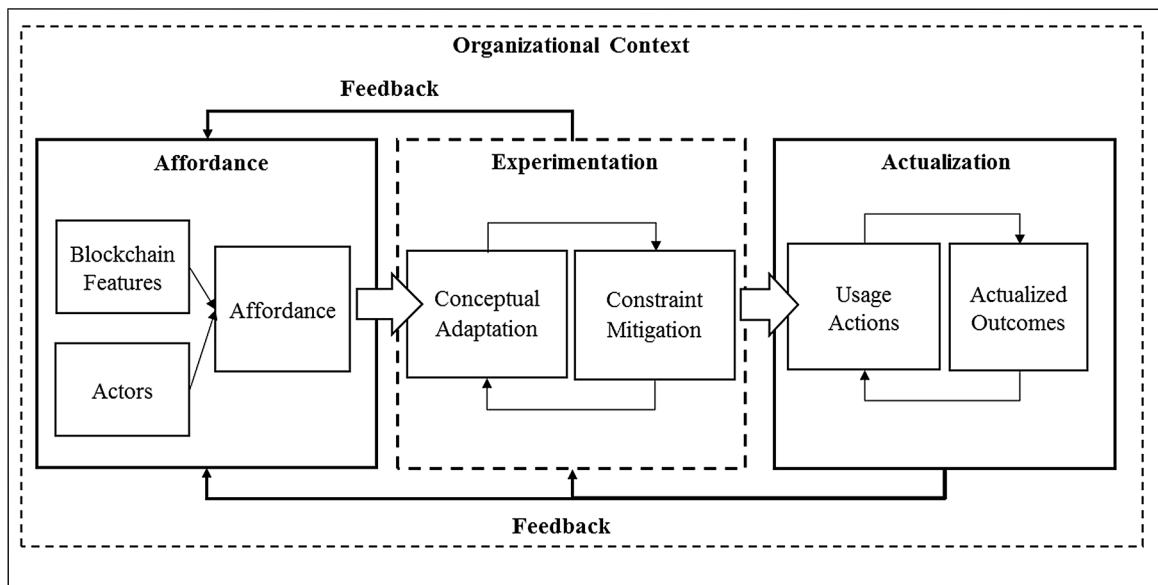 Organizational Context
Feedback
Affordance
Blockchain
Features
Actors
Affordance
Experimentation
Conceptual
Adaptation
Constraint
Mitigation
Actualization
Usage
Actions
Actualized
Outcomes
Feedback